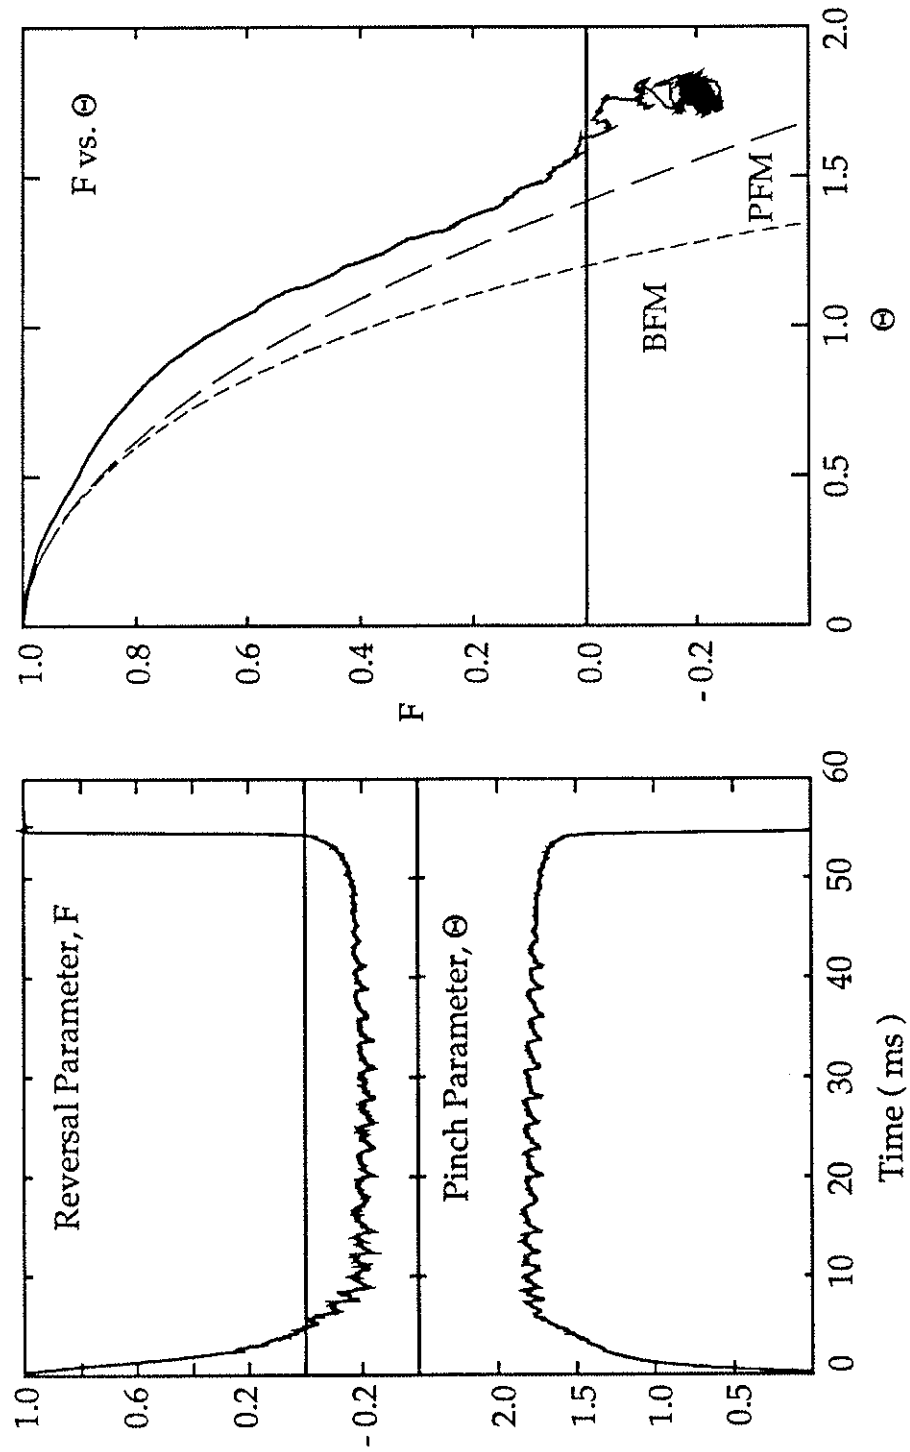 Reversal Parameter, F
1.0
0.6
0.2
- 0.2
Pinch Parameter, Θ
2.0
1.5
1.0
0.5
0 10 20 30 40 50 60
Time ( ms )
F vs. Θ
1.0
0.8
0.6
0.4
0.2
0.0
- 0.2
F
BFM
PFM
0 0.5 1.0 1.5 2.0
Θ